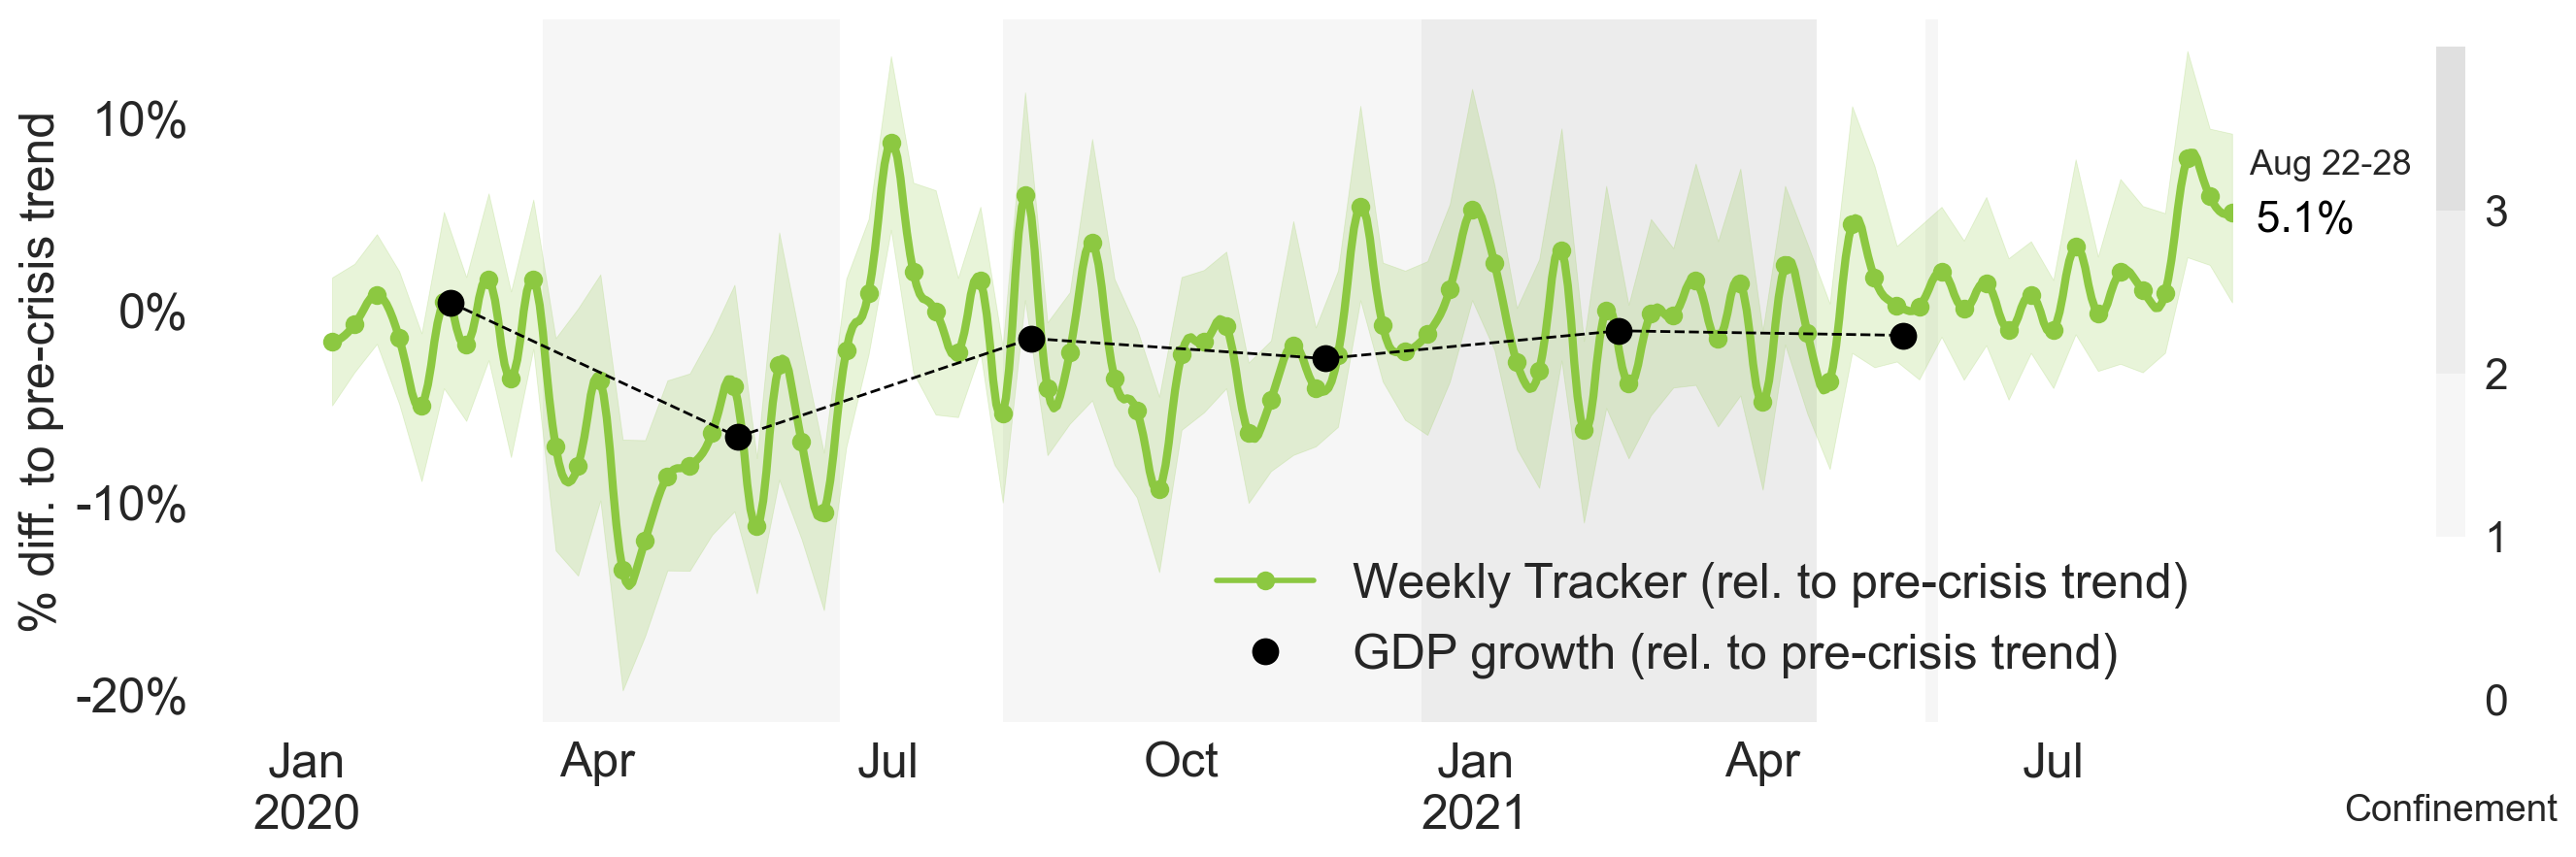 % diff. to pre-crisis trend
10%
0%
-10%
-20%
Aug 22-28
5.1%
Weekly Tracker (rel. to pre-crisis trend)
GDP growth (rel. to pre-crisis trend)
Jan
2020
Apr
Jul
Oct
Jan
2021
Apr
Jul
3
2
1
0
Confinement